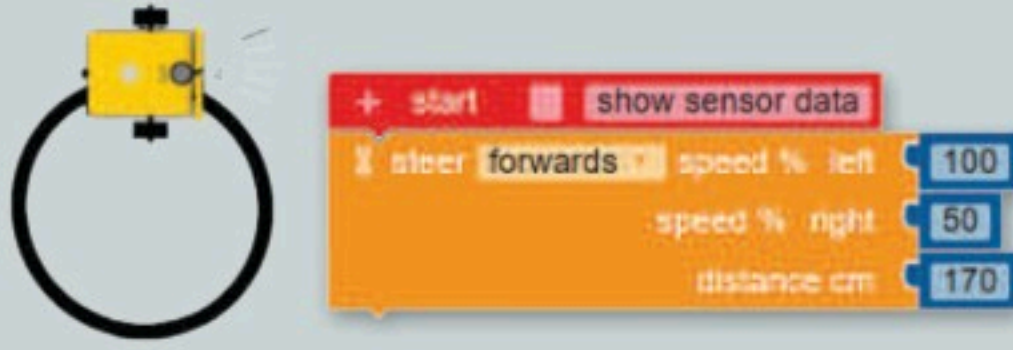 + start show sensor data
steer forwards speed % left 100
speed % right 50
distance cm 170